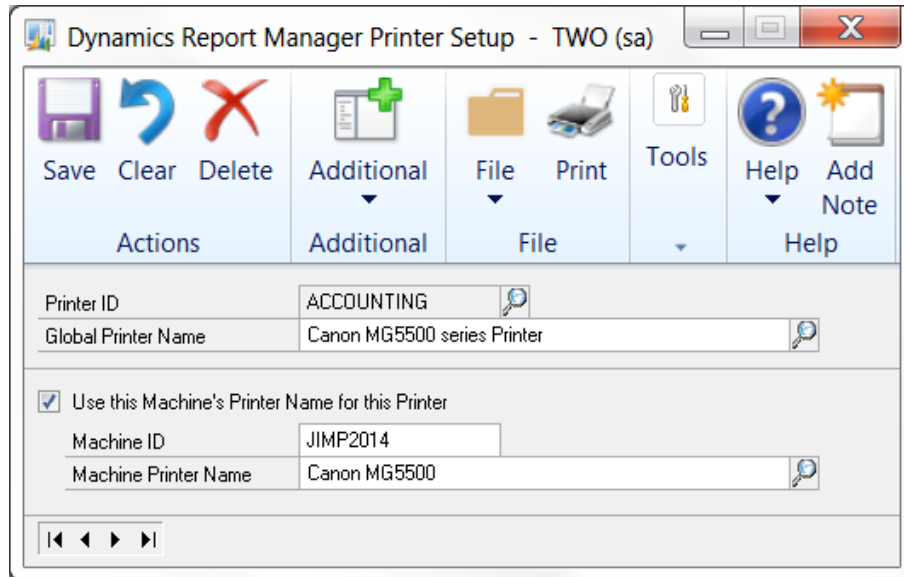 Dynamics Report Manager Printer Setup - TWO (sa)
Save Clear Delete Additional File Print Tools Help Add Note
Actions Additional File Help
Printer ID ACCOUNTING
Global Printer Name Canon MG5500 series Printer
Use this Machine's Printer Name for this Printer
Machine ID JIMP2014
Machine Printer Name Canon MG5500